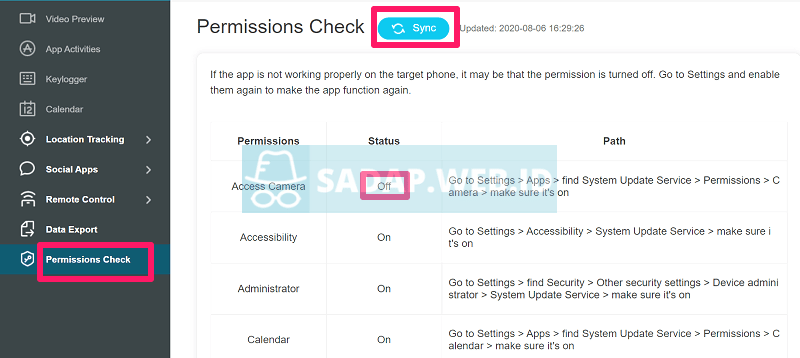 Video Preview
App Activities
Keylogger
Calendar
Location Tracking
Social Apps
Remote Control
Data Export
Permissions Check
Permissions Check
Sync
Updated: 2020-08-06 16:29:26
If the app is not working properly on the target phone, it may be that the permission is turned off. Go to Settings and enable
them again to make the app function again.
Permissions Status Path
Access Camera Off Go to Settings > Apps > find System Update Service > Permissions > C
amera > make sure it's on
SADAP.WEB.ID
Accessibility On Go to Settings > Accessibility > System Update Service > make sure i
t's on
Administrator On Go to Settings > find Security > Other security settings > Device admini
strator > System Update Service > make sure it's on
Calendar On Go to Settings > Apps > find System Update Service > Permissions > C
alendar > make sure it's on